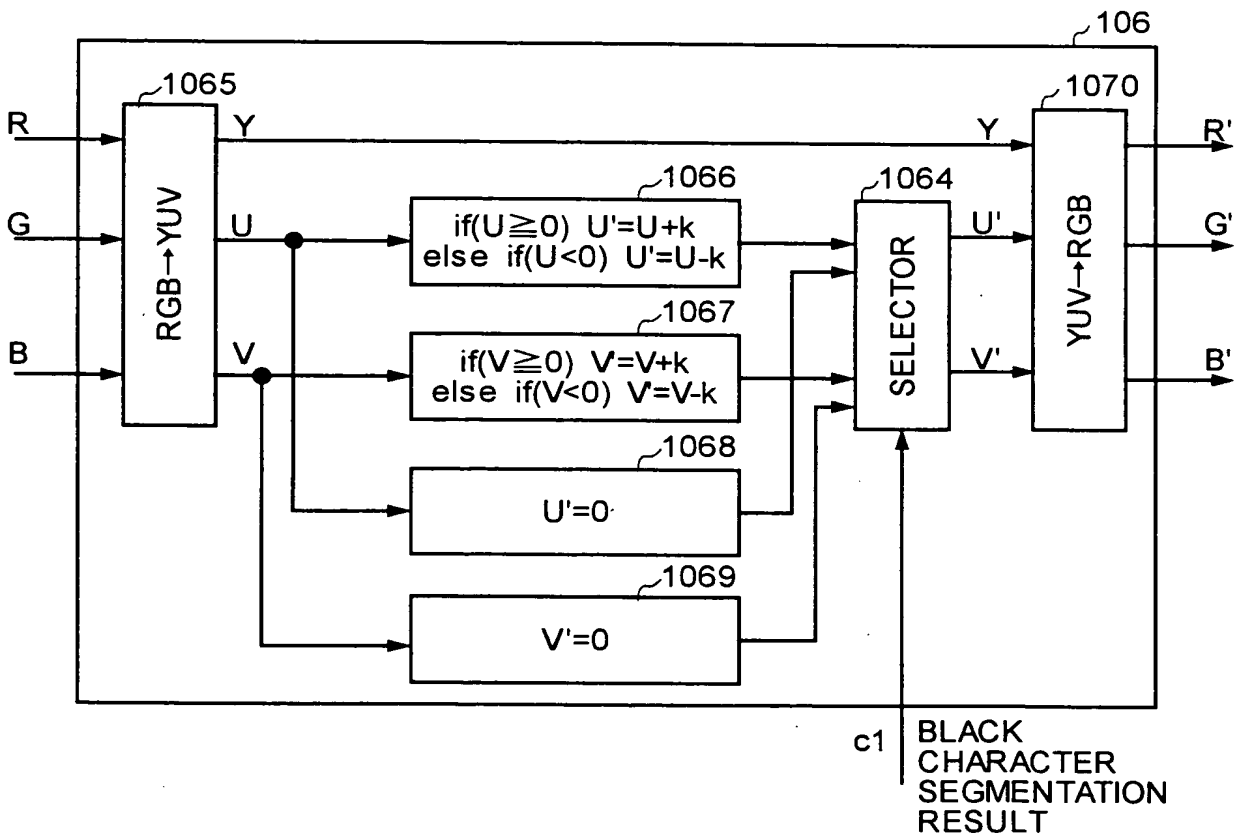 106
1065
1070
R
Y
Y
R'
1066
1064
G
U
if(U≧0) U'=U+k
else if(U<0) U'=U-k
U'
G'
RGB→YUV
SELECTOR
YUV→RGB
1067
B
V
if(V≧0) V'=V+k
else if(V<0) V'=V-k
V'
B'
1068
U'=0
1069
V'=0
c1
BLACK
CHARACTER
SEGMENTATION
RESULT